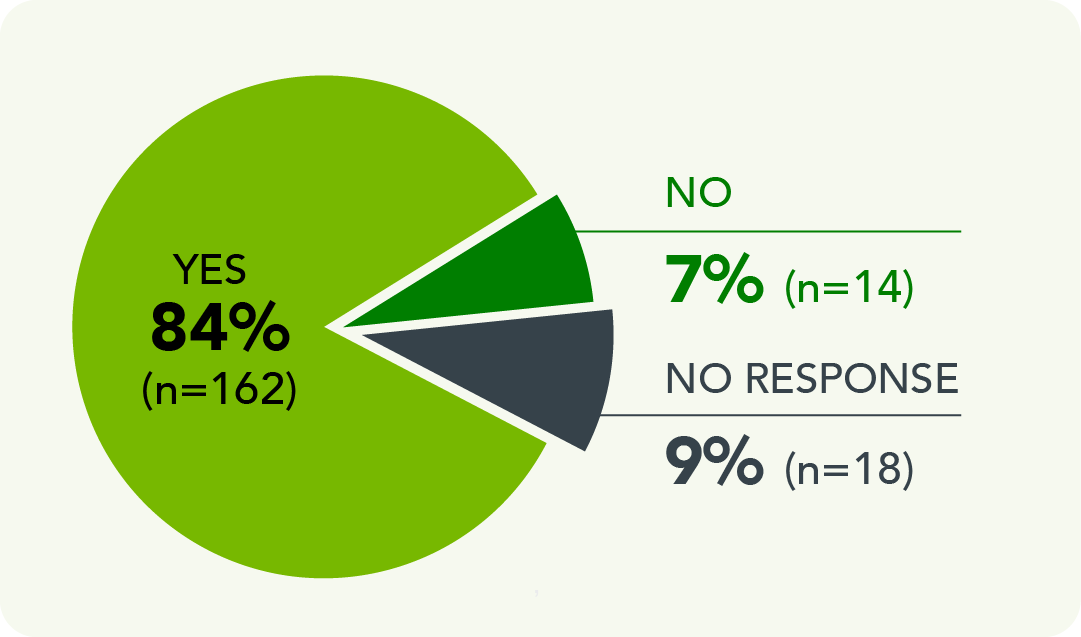 YES
84%
(n=162)
NO
7% (n=14)
NO RESPONSE
9% (n=18)